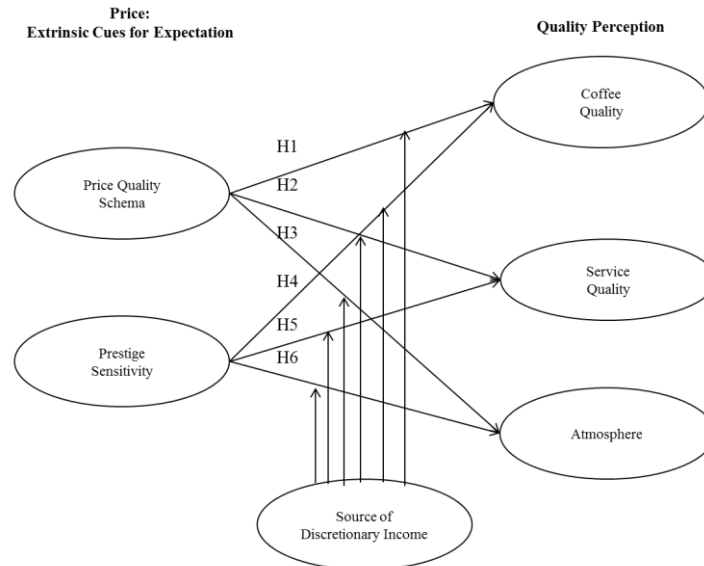 Price:
Extrinsic Cues for Expectation
Quality Perception
Coffee
Quality
H1
Price Quality
Schema
H2
H3
Service
Quality
H4
H5
Prestige
Sensitivity
H6
Atmosphere
Source of
Discretionary Income